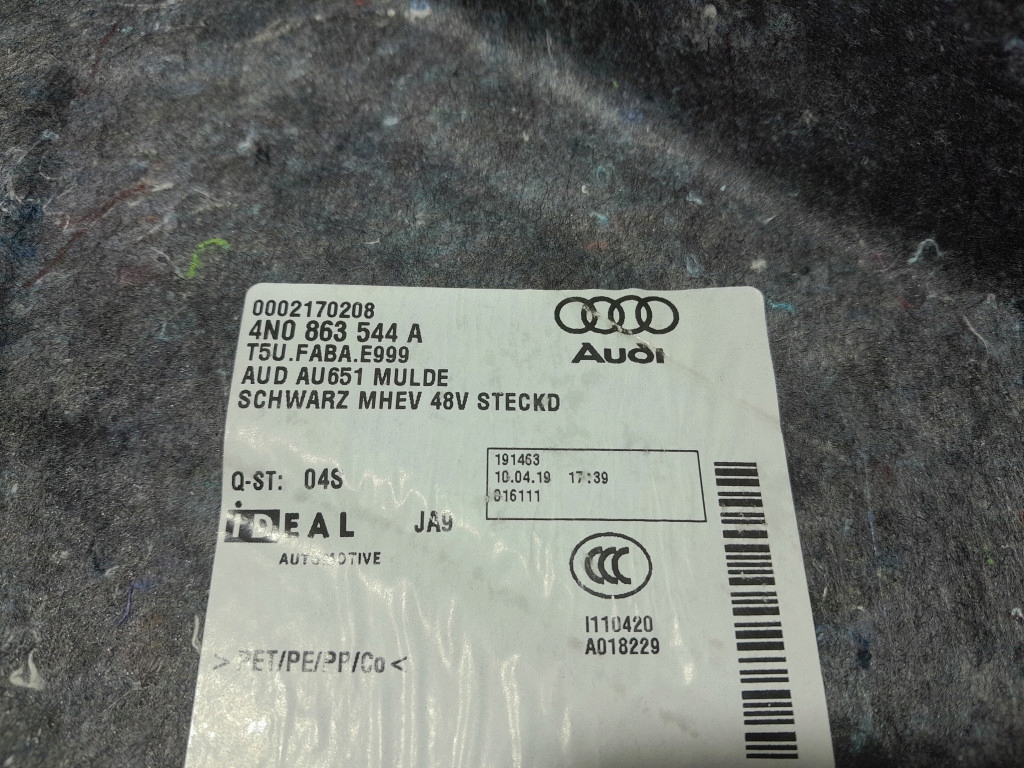 0002170208
4N0 863 544 A
T5U.FABA.E999
AUD AU651 MULDE
SCHWARZ MHEV 48V STECKD
Audi
Q-ST: 04S
191463
10.04.19 17:39
016111
iDEAL JA9
AUTOMOTIVE
CCC
I110420
A018229
> PET/PE/PP/Co <